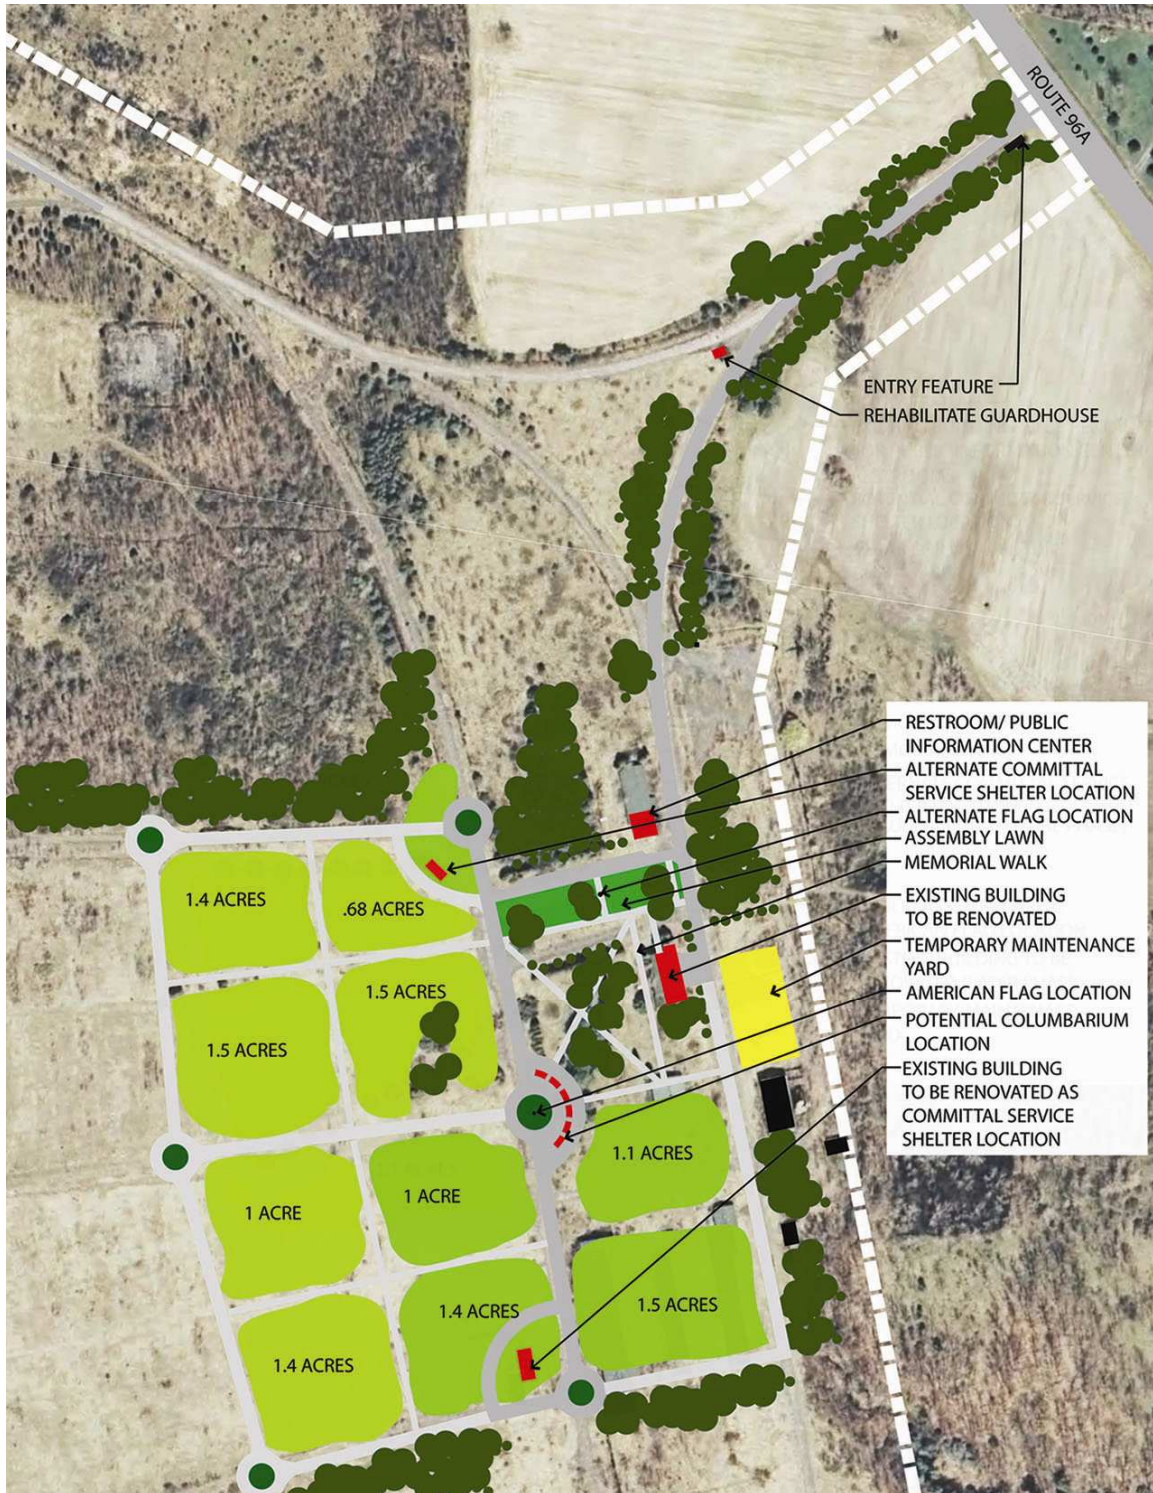 ROUTE 96A
ENTRY FEATURE
REHABILITATE GUARDHOUSE
RESTROOM/ PUBLIC
INFORMATION CENTER
ALTERNATE COMMITTAL
SERVICE SHELTER LOCATION
ALTERNATE FLAG LOCATION
ASSEMBLY LAWN
MEMORIAL WALK
EXISTING BUILDING
TO BE RENOVATED
TEMPORARY MAINTENANCE
YARD
AMERICAN FLAG LOCATION
POTENTIAL COLUMBARIUM
LOCATION
EXISTING BUILDING
TO BE RENOVATED AS
COMMITTAL SERVICE
SHELTER LOCATION
1.4 ACRES
.68 ACRES
1.5 ACRES
1.5 ACRES
1.1 ACRES
1 ACRE
1 ACRE
1.4 ACRES
1.5 ACRES
1.4 ACRES